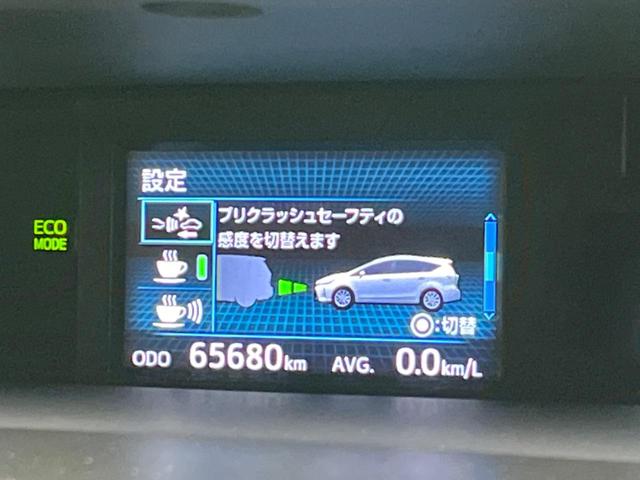 設定
プリクラッシュセーフティの
感度を切替えます
ECO
MODE
:切替
ODO 65680km AVG. 0.0km/L